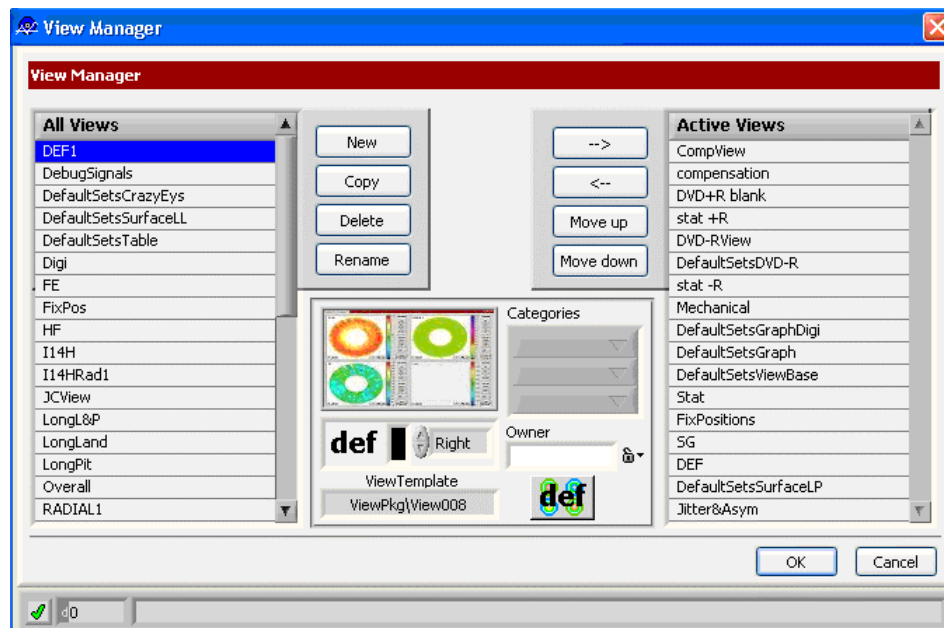 View Manager
View Manager
All Views
DEF1
DebugSignals
DefaultSetsCrazyEys
DefaultSetsSurfaceLL
DefaultSetsTable
Digi
FE
FixPos
HF
I14H
I14HRad1
JCView
LongL&P
LongLand
LongPit
Overall
RADIAL1
New
Copy
Delete
Rename
-->
<--
Move up
Move down
Categories
def
Right
Owner
ViewTemplate
ViewPkg\View008
def
Active Views
CompView
compensation
DVD+R blank
stat +R
DVD-RView
DefaultSetsDVD-R
stat -R
Mechanical
DefaultSetsGraphDigi
DefaultSetsGraph
DefaultSetsViewBase
Stat
FixPositions
SG
DEF
DefaultSetsSurfaceLP
Jitter&Asym
OK
Cancel
d0